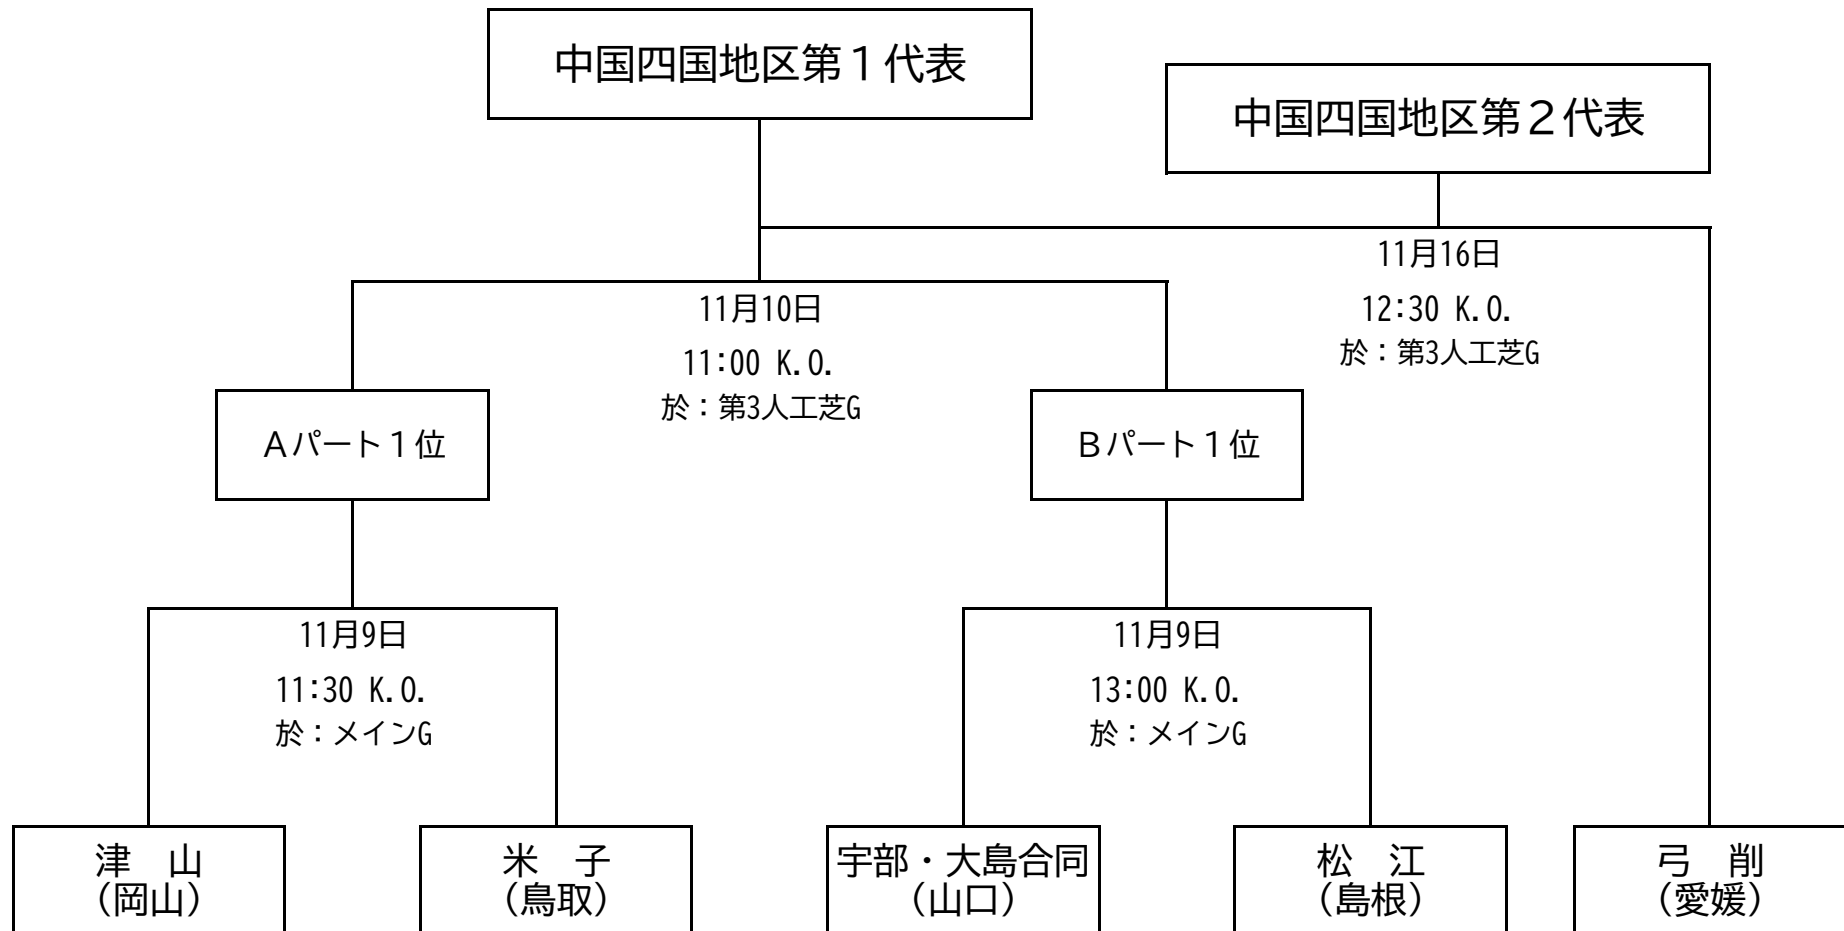 中国四国地区第１代表
中国四国地区第２代表
11月16日
12:30 K.O.
於：第3人工芝G
11月10日
11:00 K.O.
於：第3人工芝G
Ａパート１位
Ｂパート１位
11月9日
11:30 K.O.
於：メインG
11月9日
13:00 K.O.
於：メインG
津　山
（岡山）
米　子
（鳥取）
宇部・大島合同
（山口）
松　江
（島根）
弓　削
（愛媛）